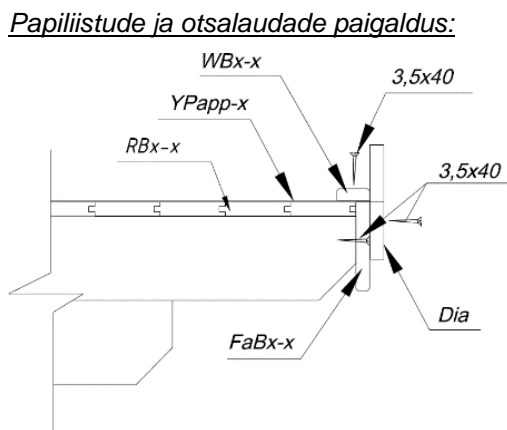 Papiliistude ja otsalaudade paigaldus:
WBx-x
3,5x40
YPapp-x
RBx-x
3,5x40
Dia
FaBx-x